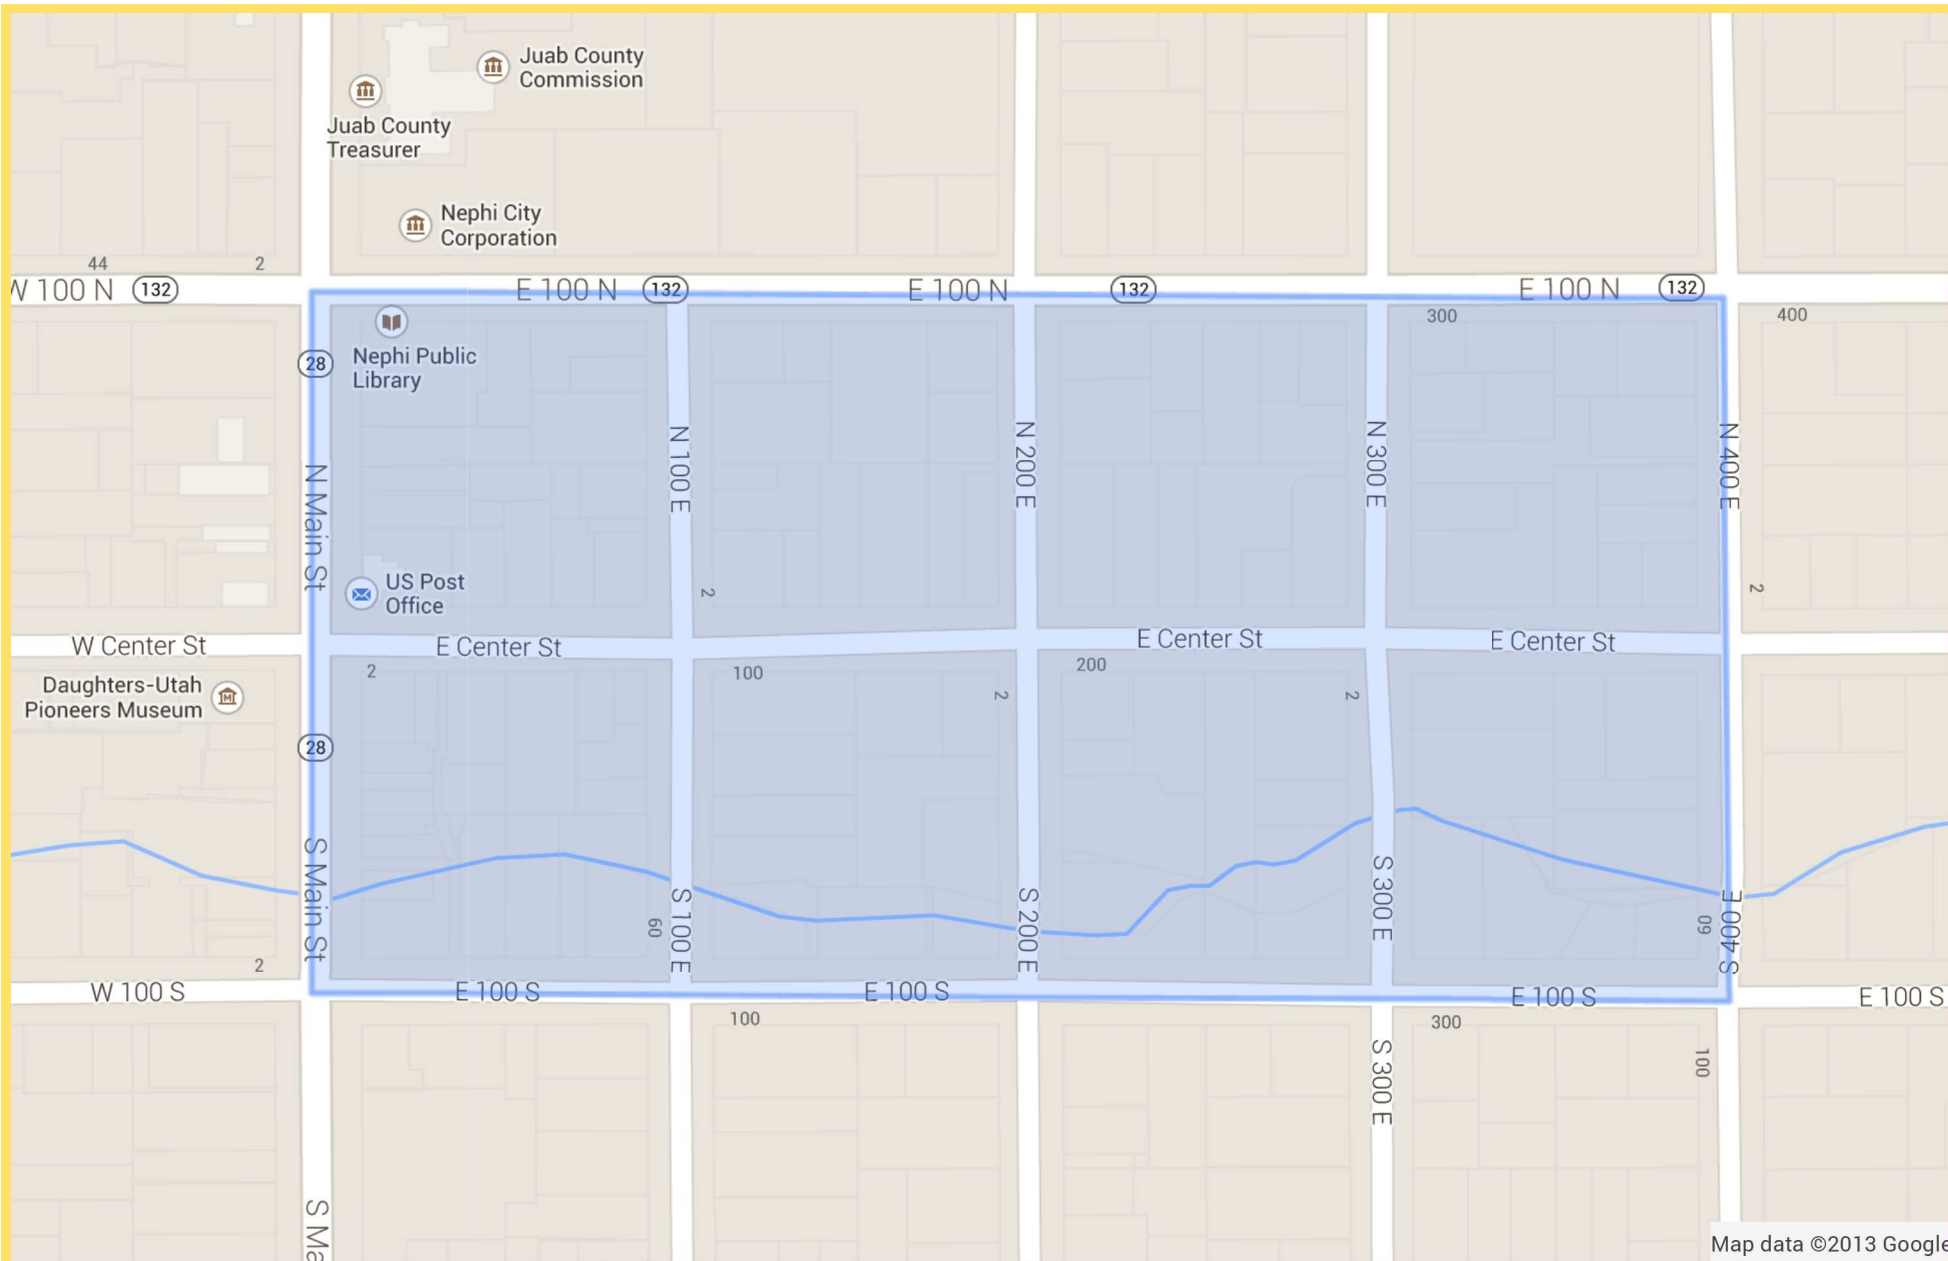 Juab County
Commission
Juab County
Treasurer
Nephi City
Corporation
44
2
W 100 N
132
E 100 N
132
E 100 N
132
E 100 N
132
300
400
Nephi Public
Library
28
N Main St
N 100 E
N 200 E
N 300 E
N 400 E
US Post
Office
2
2
W Center St
E Center St
E Center St
E Center St
Daughters-Utah
Pioneers Museum
2
100
2
200
2
28
S Main St
60
S 100 E
S 200 E
S 300 E
60
S 400 E
2
W 100 S
E 100 S
E 100 S
E 100 S
E 100 S
100
300
S 300 E
100
S Ma
Map data ©2013 Google